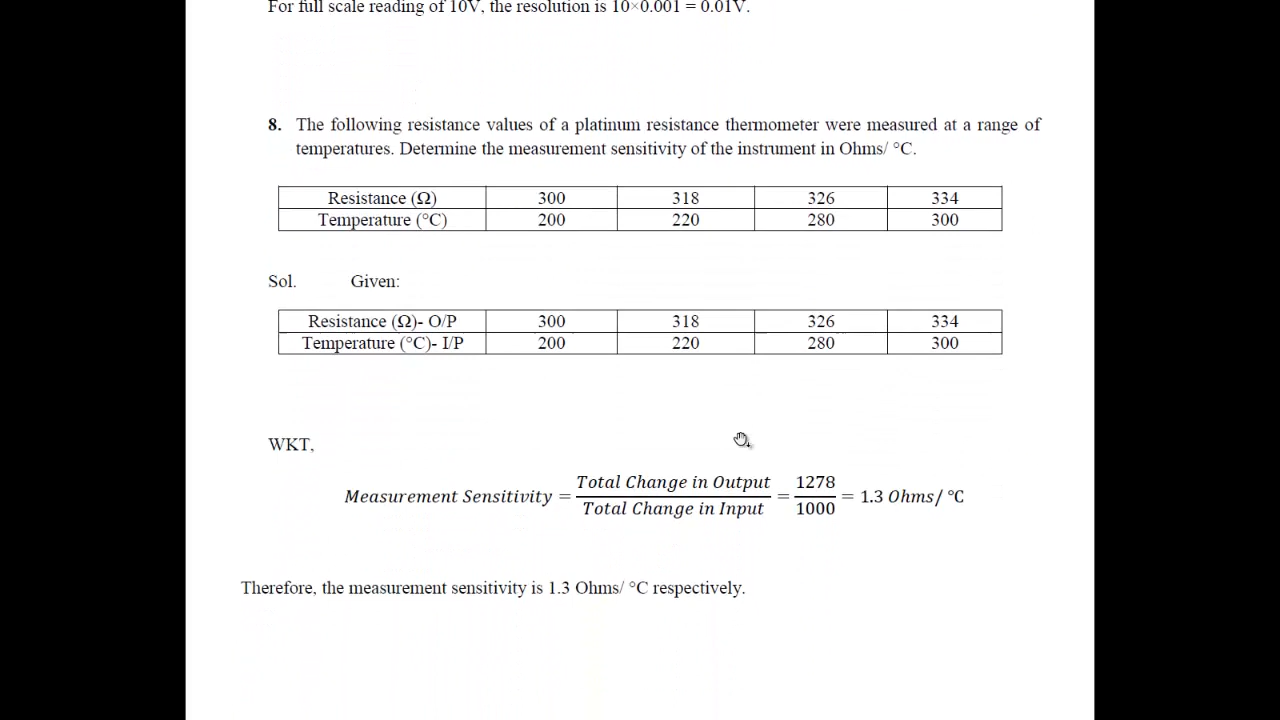 For full scale reading of 10V, the resolution is 10×0.001 = 0.01V.
8. The following resistance values of a platinum resistance thermometer were measured at a range of
temperatures. Determine the measurement sensitivity of the instrument in Ohms/ °C.
Resistance (Ω) 300 318 326 334
Temperature (°C) 200 220 280 300
Sol. Given:
Resistance (Ω)- O/P 300 318 326 334
Temperature (°C)- I/P 200 220 280 300
WKT,
Measurement Sensitivity = Total Change in Output / Total Change in Input = 1278 / 1000 = 1.3 Ohms/ °C
Therefore, the measurement sensitivity is 1.3 Ohms/ °C respectively.